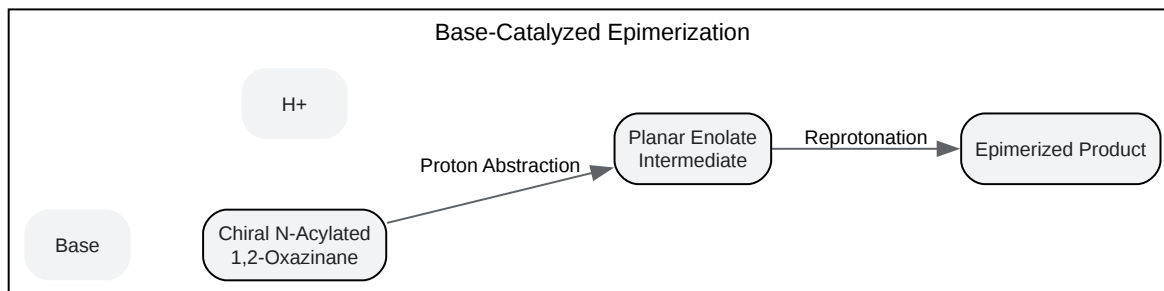 Base-Catalyzed Epimerization
H+
Planar Enolate
Intermediate
Reprotonation
Epimerized Product
Proton Abstraction
Base
Chiral N-Acylated
1,2-Oxazinane